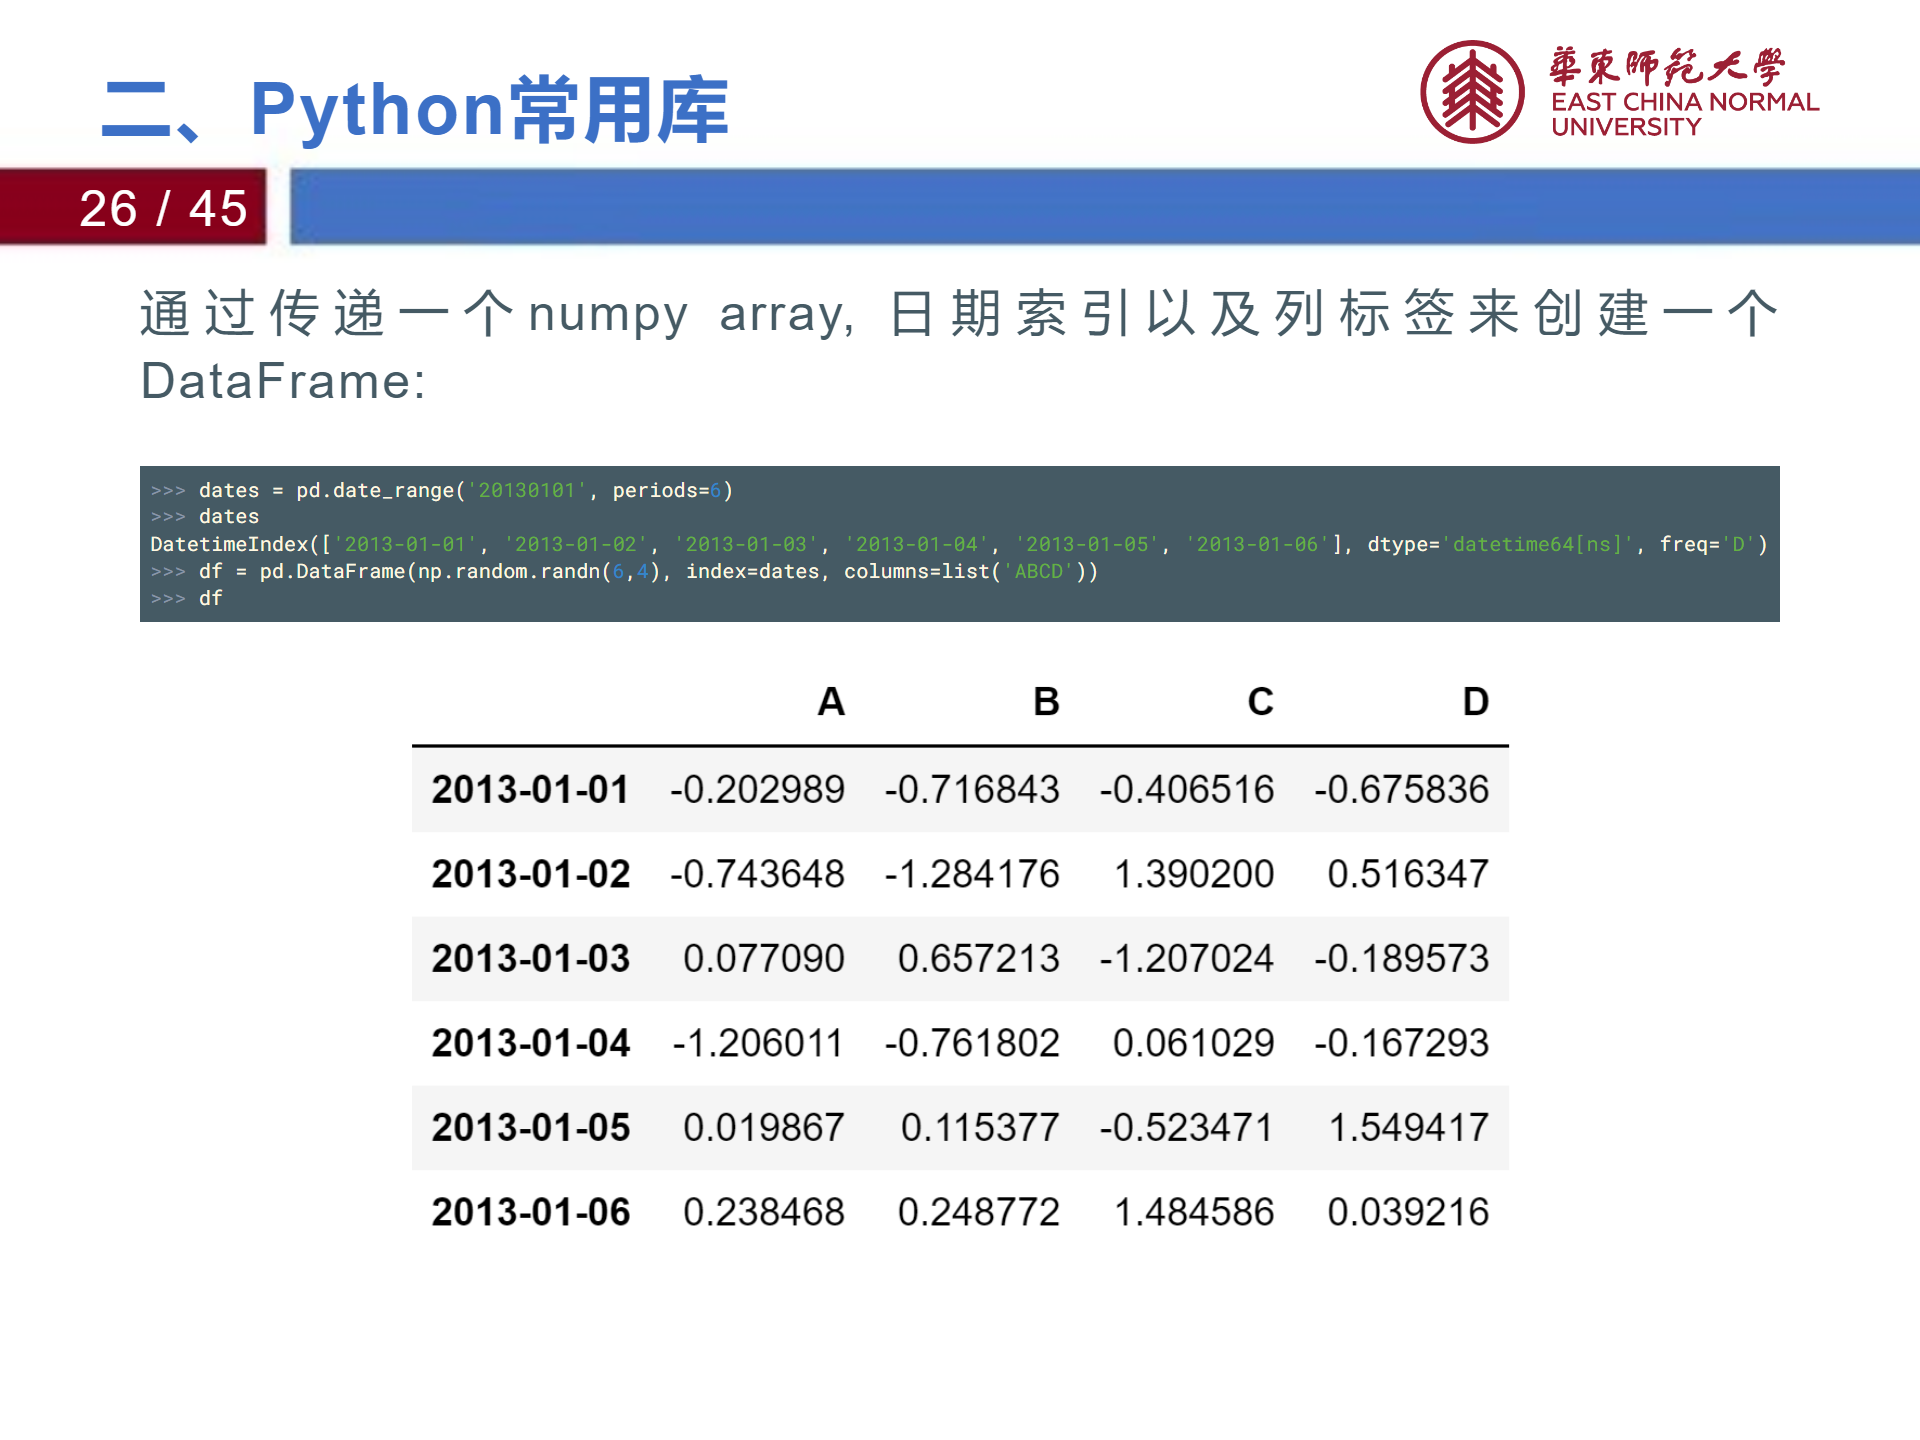 二、Python常用库
華東師範大學
EAST CHINA NORMAL
UNIVERSITY
26 / 45
通过传递一个numpy array, 日期索引以及列标签来创建一个
DataFrame:
>>> dates = pd.date_range('20130101', periods=6)
>>> dates
DatetimeIndex(['2013-01-01', '2013-01-02', '2013-01-03', '2013-01-04', '2013-01-05', '2013-01-06'], dtype='datetime64[ns]', freq='D')
>>> df = pd.DataFrame(np.random.randn(6,4), index=dates, columns=list('ABCD'))
>>> df
A B C D
2013-01-01 -0.202989 -0.716843 -0.406516 -0.675836
2013-01-02 -0.743648 -1.284176 1.390200 0.516347
2013-01-03 0.077090 0.657213 -1.207024 -0.189573
2013-01-04 -1.206011 -0.761802 0.061029 -0.167293
2013-01-05 0.019867 0.115377 -0.523471 1.549417
2013-01-06 0.238468 0.248772 1.484586 0.039216